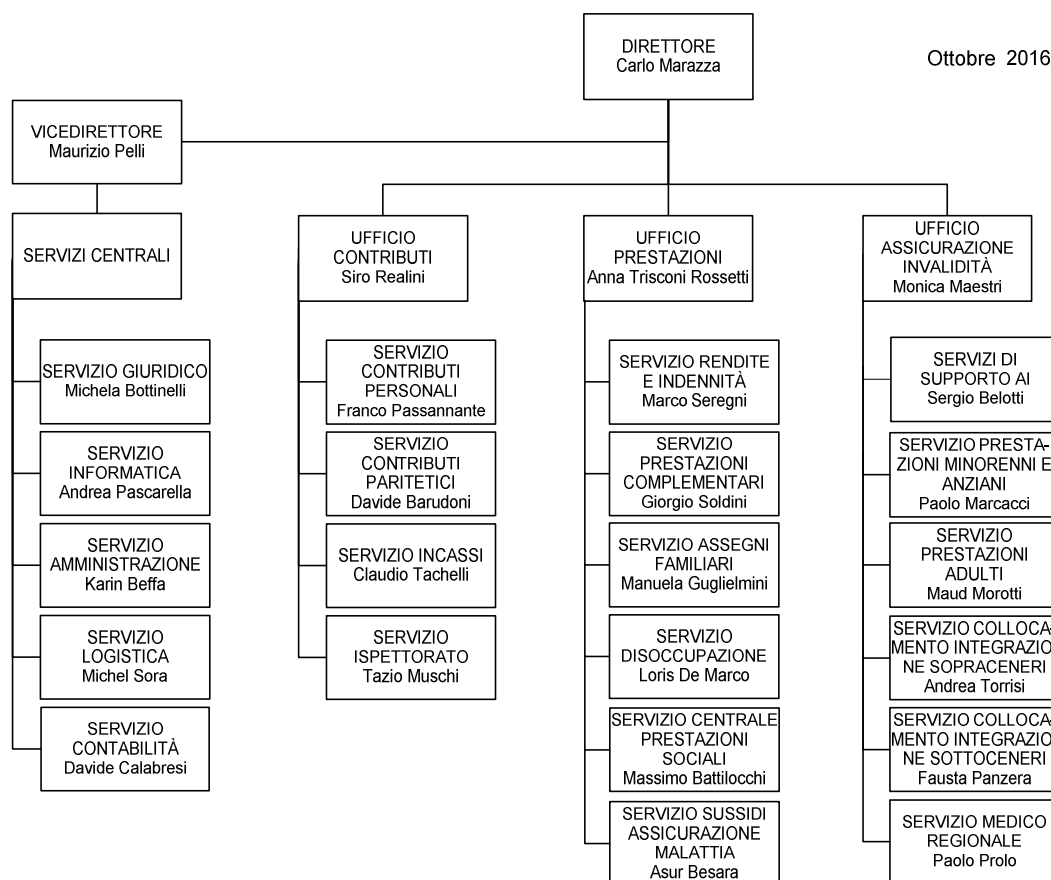 DIRETTORE
Carlo Marazza
Ottobre 2016
VICEDIRETTORE
Maurizio Pelli
SERVIZI CENTRALI
SERVIZIO GIURIDICO
Michela Bottinelli
SERVIZIO
INFORMATICA
Andrea Pascarella
SERVIZIO
AMMINISTRAZIONE
Karin Beffa
SERVIZIO
LOGISTICA
Michel Sora
SERVIZIO
CONTABILITÀ
Davide Calabresi
UFFICIO
CONTRIBUTI
Siro Realini
SERVIZIO
CONTRIBUTI
PERSONALI
Franco Passannante
SERVIZIO
CONTRIBUTI
PARITETICI
Davide Barudoni
SERVIZIO INCASSI
Claudio Tachelli
SERVIZIO
ISPETTORATO
Tazio Muschi
UFFICIO
PRESTAZIONI
Anna Trisconi Rossetti
SERVIZIO RENDITE
E INDENNITÀ
Marco Seregni
SERVIZIO
PRESTAZIONI
COMPLEMENTARI
Giorgio Soldini
SERVIZIO ASSEGNI
FAMILIARI
Manuela Guglielmini
SERVIZIO
DISOCCUPAZIONE
Loris De Marco
SERVIZIO CENTRALE
PRESTAZIONI
SOCIALI
Massimo Battilocchi
SERVIZIO SUSSIDI
ASSICURAZIONE
MALATTIA
Asur Besara
UFFICIO
ASSICURAZIONE
INVALIDITÀ
Monica Maestri
SERVIZI DI
SUPPORTO AI
Sergio Belotti
SERVIZIO PRESTA-
ZIONI MINORENNI E
ANZIANI
Paolo Marcacci
SERVIZIO
PRESTAZIONI
ADULTI
Maud Morotti
SERVIZIO COLLOCA-
MENTO INTEGRAZIO
NE SOPRACENERI
Andrea Torrisi
SERVIZIO COLLOCA-
MENTO INTEGRAZIO
NE SOTTOCENERI
Fausta Panzera
SERVIZIO MEDICO
REGIONALE
Paolo Prolo